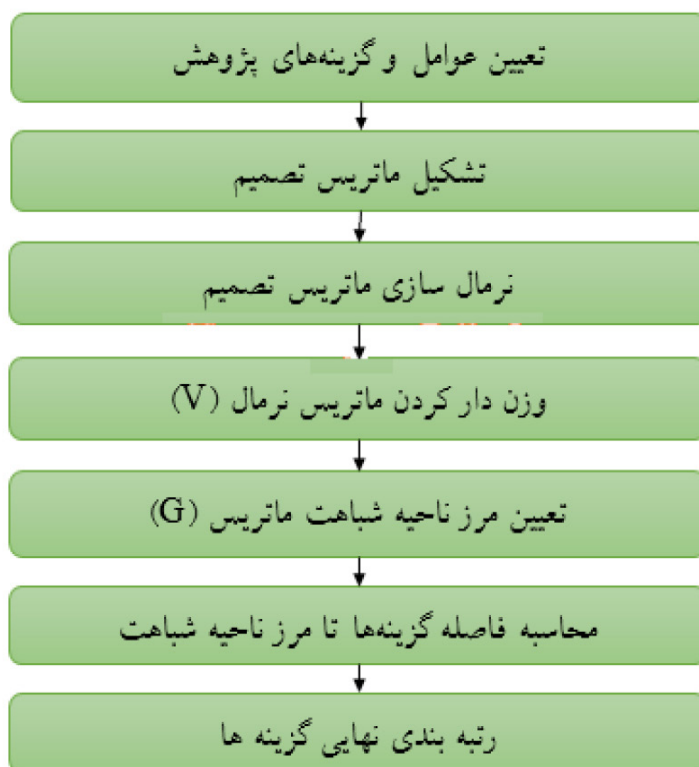 تعیین عوامل و گزینه‌های پژوهش
تشکیل ماتریس تصمیم
نرمال سازی ماتریس تصمیم
وزن دار کردن ماتریس نرمال (V)
تعیین مرز ناحیه شباهت ماتریس (G)
محاسبه فاصله گزینه‌ها تا مرز ناحیه شباهت
رتبه بندی نهایی گزینه ها